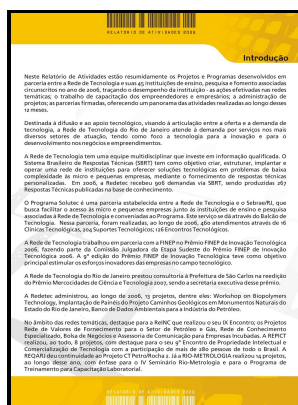 RELATÓRIO DE ATIVIDADES 2006
Introdução
Neste Relatório de Atividades estão resumidamente os Projetos e Programas desenvolvidos em
parceria entre a Rede de Tecnologia e suas 45 instituições de ensino, pesquisa e fomento associadas
circunscritos no ano de 2006, traçando o desempenho da instituição - as ações efetivadas nas redes
temáticas; o trabalho de capacitação dos empreendedores e empresários; a administração de
projetos; as parcerias firmadas, oferecendo um panorama das atividades realizadas ao longo desses
12 meses.
Destinada à difusão e ao apoio tecnológico, visando à articulação entre a oferta e a demanda de
tecnologia, a Rede de Tecnologia do Rio de Janeiro atende à demanda por serviços nos mais
diversos setores de atuação, tendo como foco a tecnologia para a inovação e para o
desenvolvimento nos negócios e empreendimentos.
A Rede de Tecnologia tem uma equipe multidisciplinar que investe em informação qualificada. O
Sistema Brasileiro de Respostas Técnicas (SBRT) tem como objetivo criar, estruturar, implantar e
operar uma rede de instituições para oferecer soluções tecnológicas em problemas de baixa
complexidade às micro e pequenas empresas, mediante o fornecimento de respostas técnicas
personalizadas. Em 2006, a Redetec recebeu 906 demandas via SBRT, sendo produzidas 267
Respostas Técnicas publicadas na base de conhecimento.
O Programa Solutec é uma parceria estabelecida entre a Rede de Tecnologia e o Sebrae/RJ, que
busca facilitar o acesso às micro e pequenas empresas junto às instituições de ensino e pesquisa
associadas à Rede de Tecnologia e conveniadas ao Programa. Este serviço se dá através do Balcão de
Tecnologia. Nessa parceria, foram realizadas, ao longo de 2006, 480 atendimentos através de 16
Clínicas Tecnológicas, 204 Suportes Tecnológicos; 126 Encontros Tecnológicos.
A Rede de Tecnologia trabalhou em parceria com a FINEP no Prêmio FINEP de Inovação Tecnológica
2006, fazendo parte da Comissão Julgadora da Etapa Sudeste do Prêmio FINEP de Inovação
Tecnológica 2006. A 9ª edição do Prêmio FINEP de Inovação Tecnológica teve como objetivo
principal estimular os esforços inovadores das empresas no campo tecnológico.
A Rede de Tecnologia do Rio de Janeiro prestou consultoria à Prefeitura de São Carlos na reedição
do Prêmio Mercocidades de Ciência e Tecnologia 2007, sendo a secretaria executiva desse prêmio.
A Redetec administrou, ao longo de 2006, 13 projetos, dentre eles: Workshop on Biopolymers
Technology, Implantação de Painéis do Projeto Caminhos Geológicos em Monumentos Naturais do
Estado do Rio de Janeiro, Banco de Dados Ambientais para a Indústria do Petróleo.
No âmbito das redes temáticas, destaque para a ReINC que realizou o seu IX Encontro; os Projetos
Rede de Valores de Fornecimento para o Setor de Petróleo e Gás, Rede de Conhecimento
Especializado, Bolsa de Negócios e Assessoria de Comunicação para Empresas Incubadas. A REPICT
realizou, ao todo, 8 projetos, com destaque para o seu 9º Encontro de Propriedade Intelectual e
Comercialização de Tecnologia com a participação de mais de 280 pessoas de todo o Brasil. A
REQARJ deu continuidade ao Projeto CT Petro/Rocha 2. Já a RIO-METROLOGIA realizou 14 projetos,
ao longo desse ano, com ênfase para o IV Seminário Rio-Metrologia e para o Programa de
Treinamento para Capacitação Laboratorial.
RELATÓRIO DE ATIVIDADES 2006